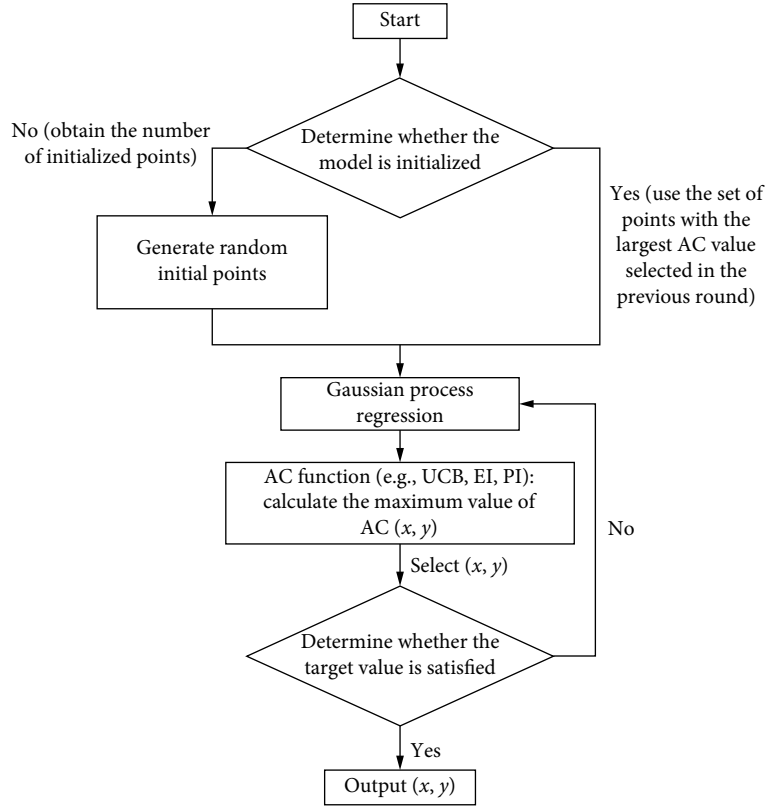 Start
No (obtain the number
of initialized points)
Determine whether the
model is initialized
Yes (use the set of
points with the
largest AC value
selected in the
previous round)
Generate random
initial points
Gaussian process
regression
AC function (e.g., UCB, EI, PI):
calculate the maximum value of
AC (x, y)
No
Select (x, y)
Determine whether the
target value is satisfied
Yes
Output (x, y)